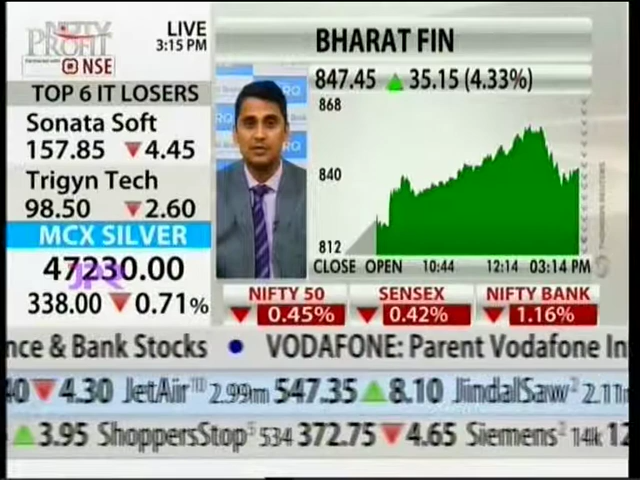 NIFTY
PROFIT
NSE
LIVE
3:15 PM
TOP 6 IT LOSERS
Sonata Soft
157.85 ▼4.45
Trigyn Tech
98.50 ▼2.60
MCX SILVER
47230.00
338.00 ▼0.71%
BHARAT FIN
847.45 ▲ 35.15 (4.33%)
868
840
812
CLOSE OPEN 10:44 12:14 03:14 PM
THOMSON REUTERS
NIFTY 50 SENSEX NIFTY BANK
▼ 0.45% ▼ 0.42% ▼ 1.16%
nce & Bank Stocks ● VODAFONE: Parent Vodafone In
40 ▼ 4.30 JetAir 2.99m 547.35 ▲ 8.10 JindalSaw 2.11
▲ 3.95 ShoppersStop 534 372.75 ▼ 4.65 Siemens 14k 12